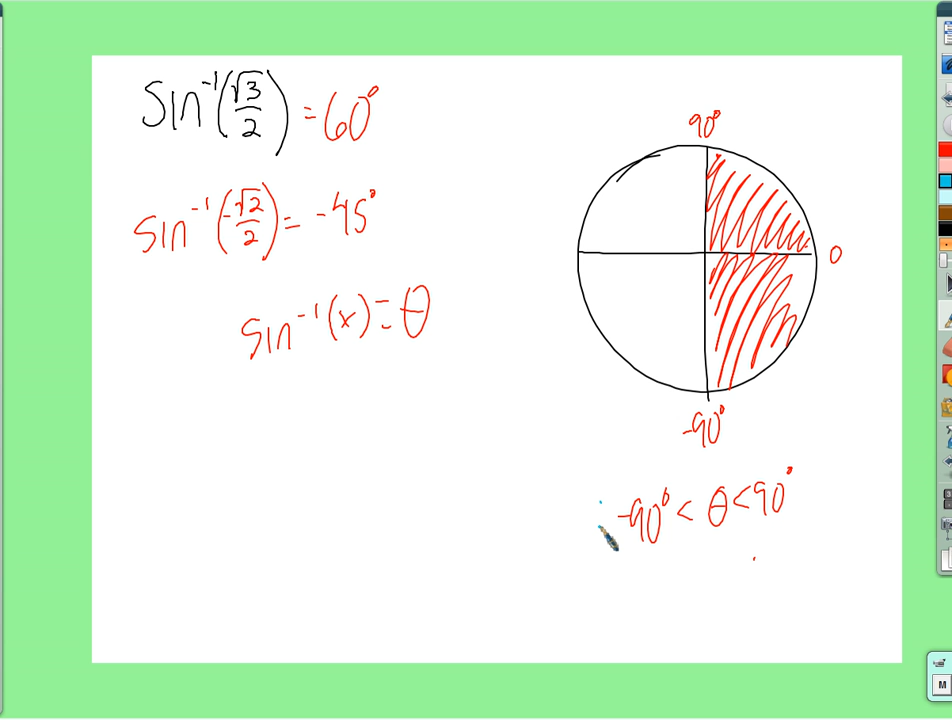 Sin⁻¹(√3/2) = 60°
sin⁻¹(-√2/2) = -45°
sin⁻¹(x) = θ
90°
0
-90°
-90° < θ < 90°
M